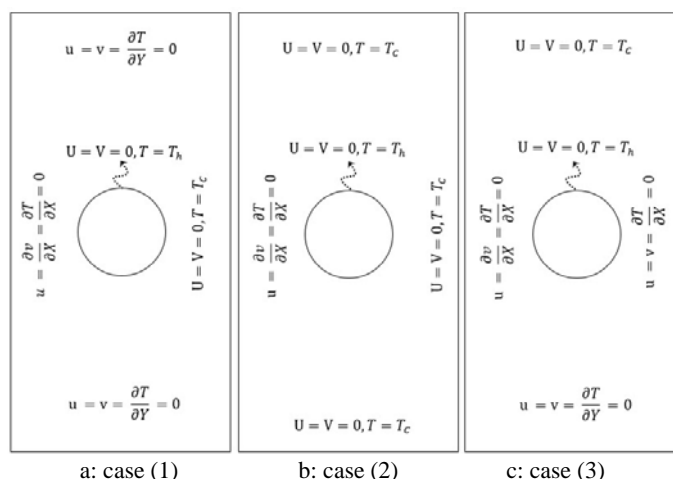 u = v = ∂T/∂Y = 0
U = V = 0, T = T_h
u = ∂v/∂X = ∂T/∂X = 0
U = V = 0, T = T_c
u = v = ∂T/∂Y = 0
a: case (1)
U = V = 0, T = T_c
U = V = 0, T = T_h
u = ∂v/∂X = ∂T/∂X = 0
U = V = 0, T = T_c
U = V = 0, T = T_c
b: case (2)
U = V = 0, T = T_c
U = V = 0, T = T_h
u = ∂v/∂X = ∂T/∂X = 0
u = v = ∂T/∂X = 0
u = v = ∂T/∂Y = 0
c: case (3)